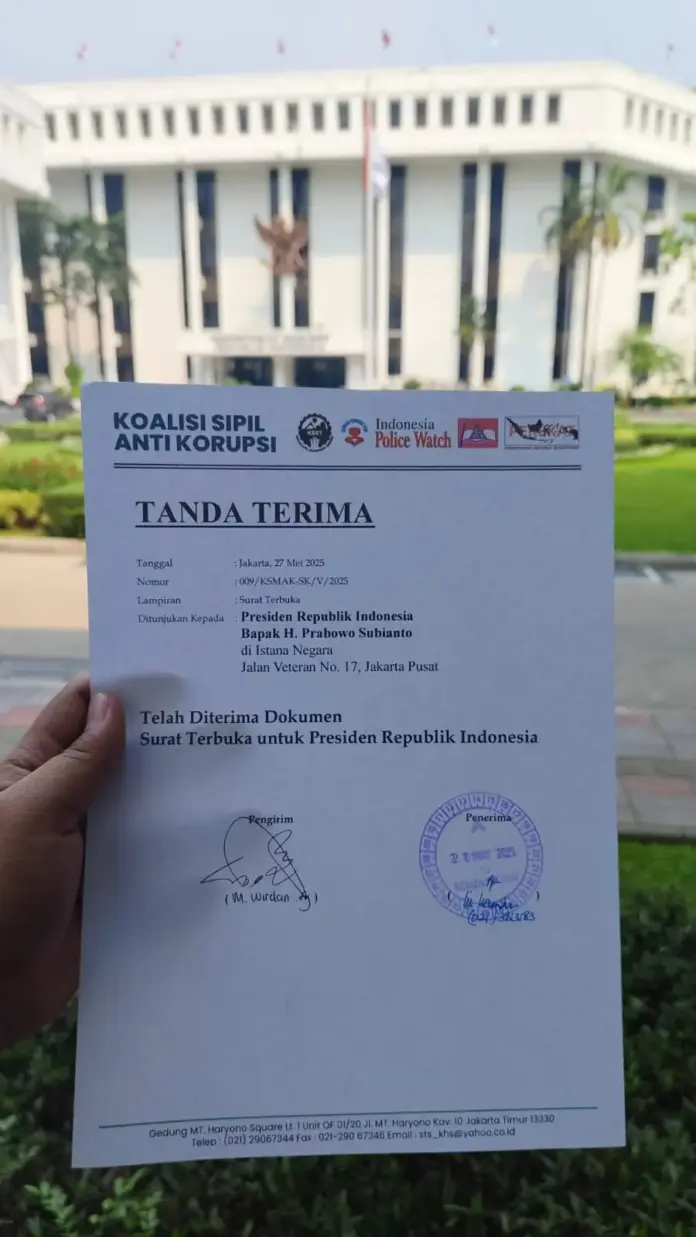 KOALISI SIPIL
ANTI KORUPSI
Indonesia
Police Watch
TANDA TERIMA
Tanggal : Jakarta, 27 Mei 2025
Nomor : 009/KSMAK-SK/V/2025
Lampiran : Surat Terbuka
Ditunjukan Kepada : Presiden Republik Indonesia
Bapak H. Prabowo Subianto
di Istana Negara
Jalan Veteran No. 17, Jakarta Pusat
Telah Diterima Dokumen
Surat Terbuka untuk Presiden Republik Indonesia
Pengirim
(M. Wirdan .Ag)
Penerima
2025
Gedung MT. Haryono Square Lt. 1 Unit OF 01/20 Jl. MT. Haryono Kav. 10 Jakarta Timur 13330
Telep : (021) 29067344 Fax : 021-290 67346 Email : sts_khs@yahoo.co.id